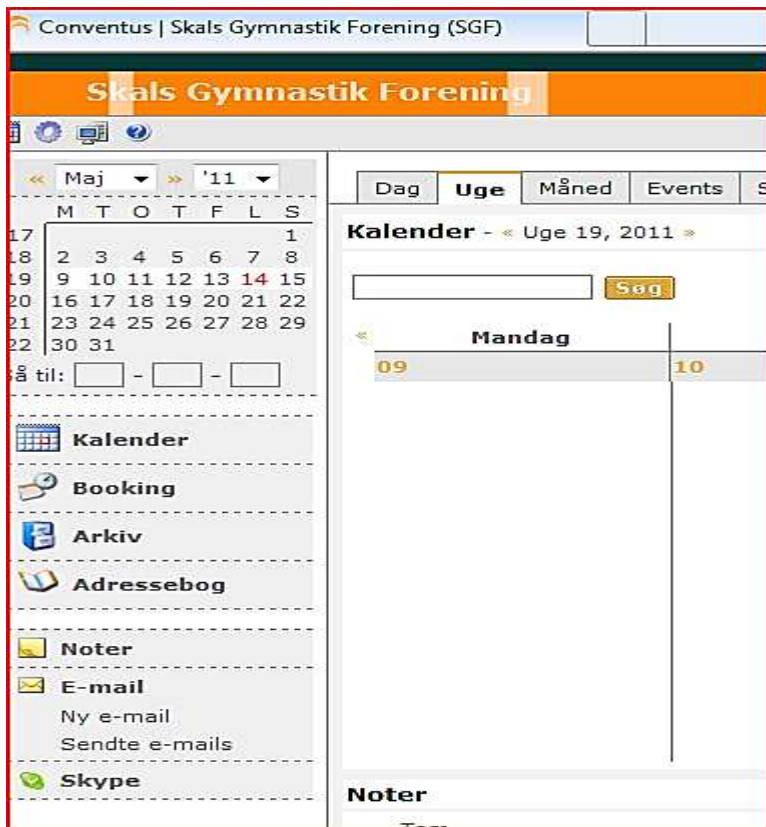 Conventus | Skals Gymnastik Forening (SGF)
Skals Gymnastik Forening
« Maj » '11
M T O T F L S
17 1
18 2 3 4 5 6 7 8
19 9 10 11 12 13 14 15
20 16 17 18 19 20 21 22
21 23 24 25 26 27 28 29
22 30 31
å til: - -
Kalender
Booking
Arkiv
Adressebog
Noter
E-mail
Ny e-mail
Sendte e-mails
Skype
Dag Uge Måned Events S
Kalender - « Uge 19, 2011 »
Søg
« Mandag
09 10
Noter